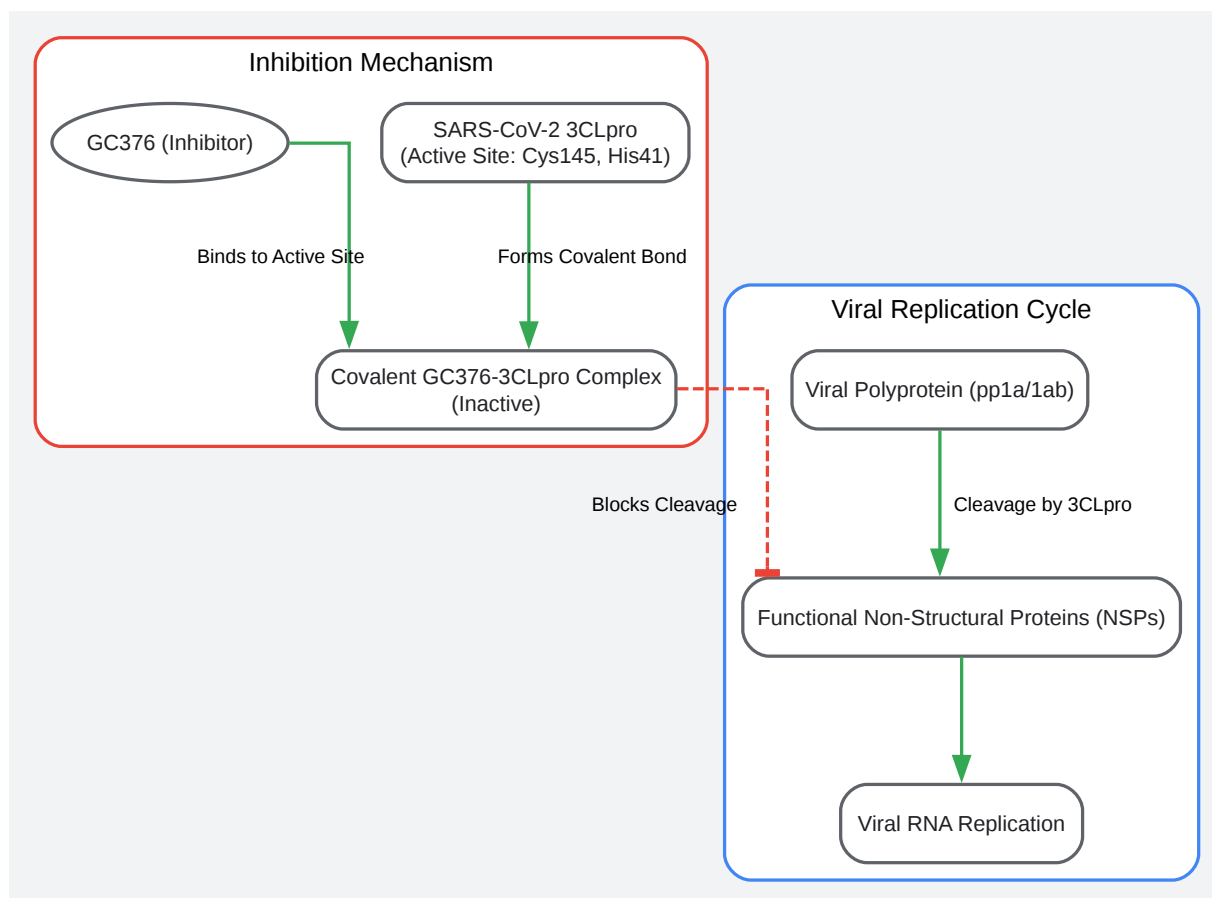 Inhibition Mechanism
GC376 (Inhibitor)
SARS-CoV-2 3CLpro
(Active Site: Cys145, His41)
Binds to Active Site
Forms Covalent Bond
Covalent GC376-3CLpro Complex
(Inactive)
Blocks Cleavage
Viral Replication Cycle
Viral Polyprotein (pp1a/1ab)
Cleavage by 3CLpro
Functional Non-Structural Proteins (NSPs)
Viral RNA Replication